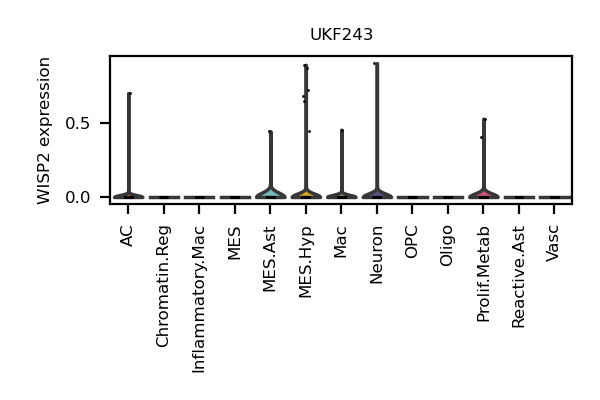 UKF243
WISP2 expression
0.5
0.0
AC
Chromatin.Reg
Inflammatory.Mac
MES
MES.Ast
MES.Hyp
Mac
Neuron
OPC
Oligo
Prolif.Metab
Reactive.Ast
Vasc